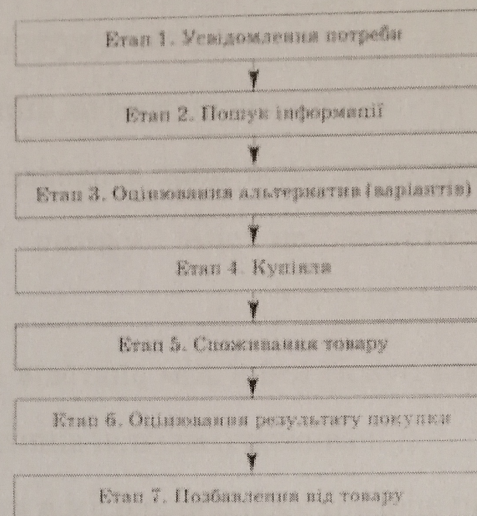 Етап 1. Усвідомлення потреби
Етап 2. Пошук інформації
Етап 3. Оцінювання альтернатив (варіантів)
Етап 4. Купівля
Етап 5. Споживання товару
Етап 6. Оцінювання результату покупки
Етап 7. Позбавлення від товару